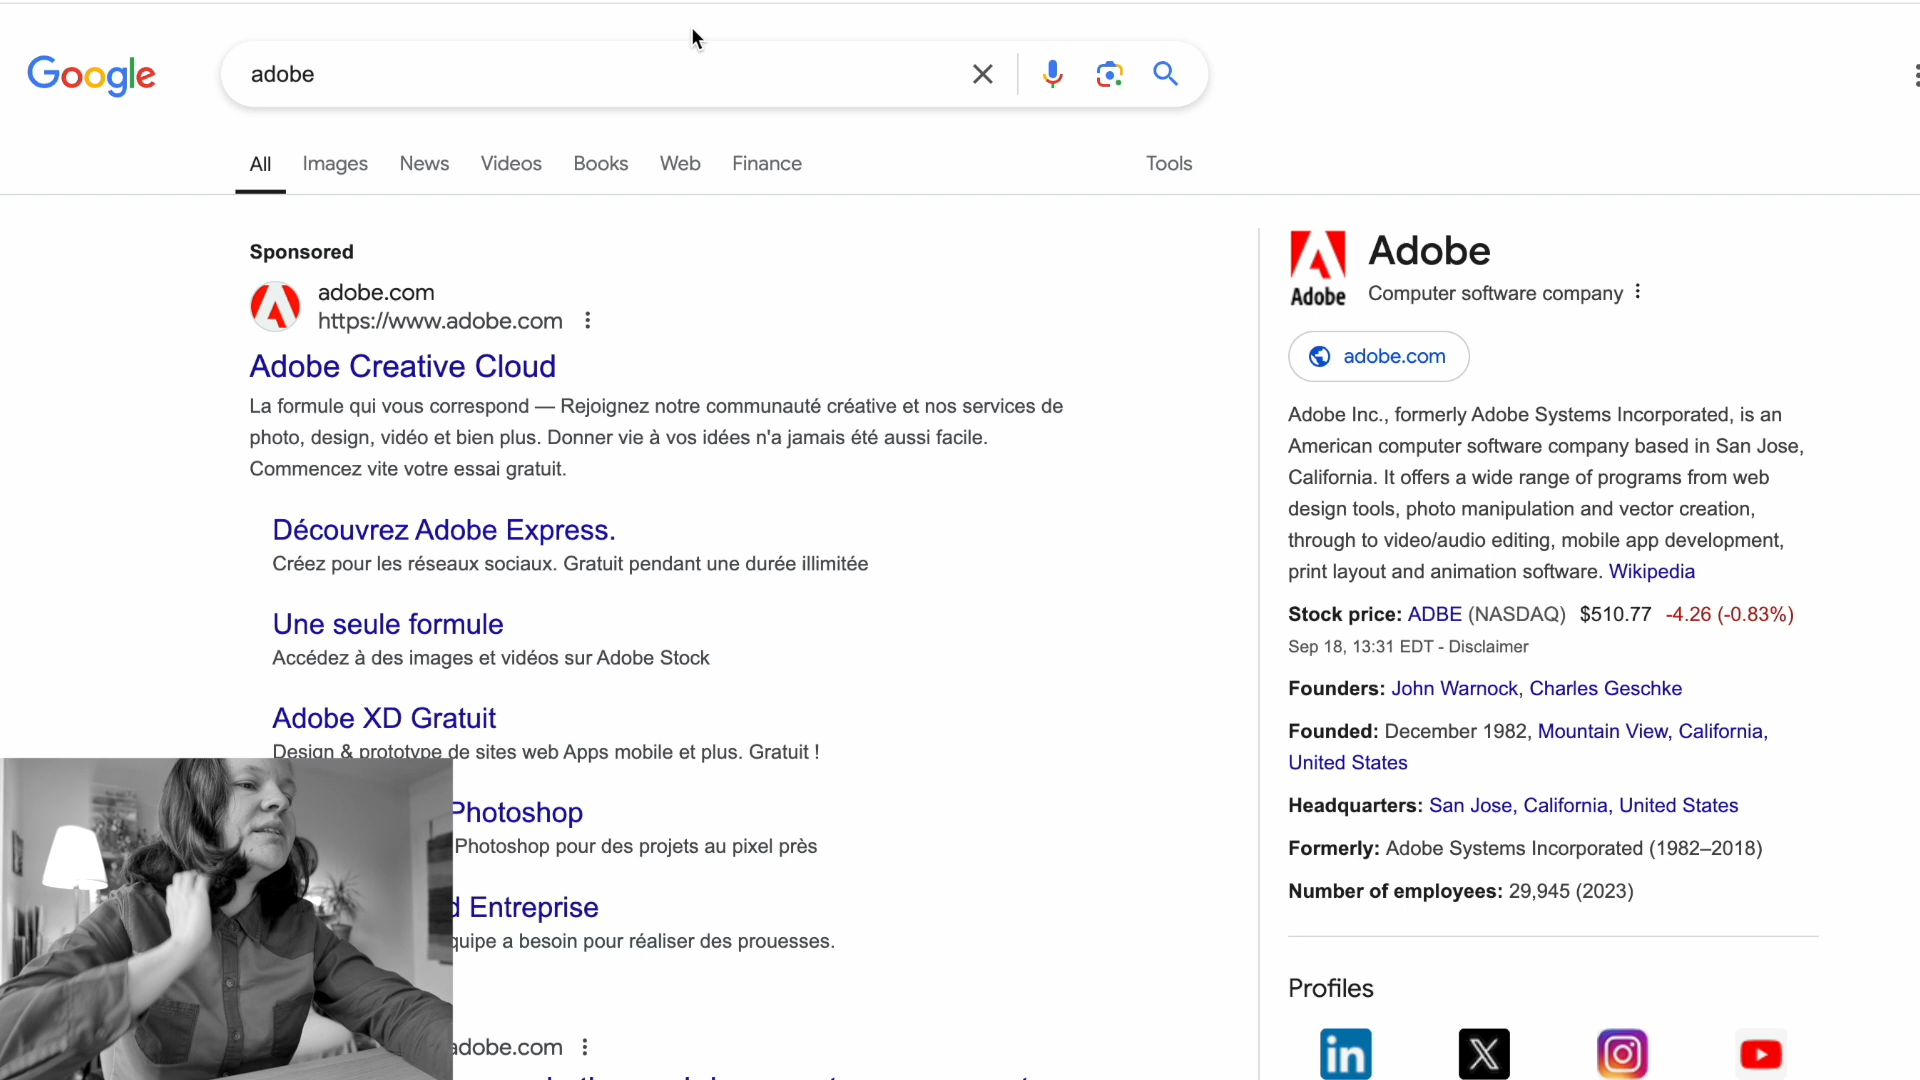 Google
adobe
All
Images
News
Videos
Books
Web
Finance
Tools
Sponsored
adobe.com
https://www.adobe.com
Adobe Creative Cloud
La formule qui vous correspond — Rejoignez notre communauté créative et nos services de
photo, design, vidéo et bien plus. Donner vie à vos idées n'a jamais été aussi facile.
Commencez vite votre essai gratuit.
Découvrez Adobe Express.
Créez pour les réseaux sociaux. Gratuit pendant une durée illimitée
Une seule formule
Accédez à des images et vidéos sur Adobe Stock
Adobe XD Gratuit
Design & prototype de sites web Apps mobile et plus. Gratuit !
Photoshop
Photoshop pour des projets au pixel près
d Entreprise
quipe a besoin pour réaliser des prouesses.
adobe.com
Adobe
Adobe
Computer software company
adobe.com
Adobe Inc., formerly Adobe Systems Incorporated, is an
American computer software company based in San Jose,
California. It offers a wide range of programs from web
design tools, photo manipulation and vector creation,
through to video/audio editing, mobile app development,
print layout and animation software. Wikipedia
Stock price: ADBE (NASDAQ) $510.77 -4.26 (-0.83%)
Sep 18, 13:31 EDT - Disclaimer
Founders: John Warnock, Charles Geschke
Founded: December 1982, Mountain View, California,
United States
Headquarters: San Jose, California, United States
Formerly: Adobe Systems Incorporated (1982–2018)
Number of employees: 29,945 (2023)
Profiles
in
X